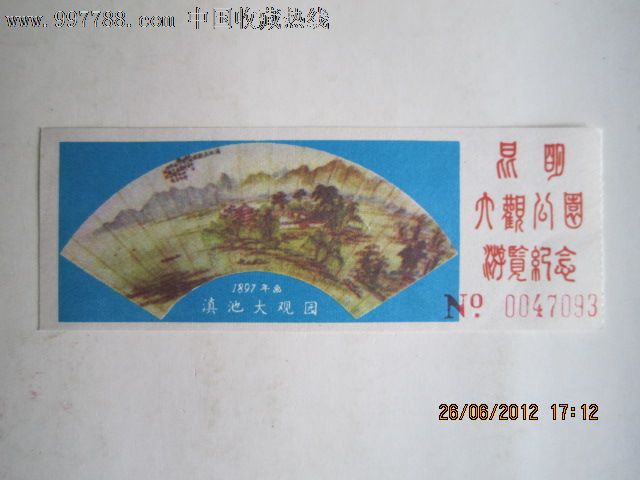 www.997788.com 中国收藏热线
昆明
大觀公園
游覽紀念
No. 0047093
1897年画
滇池大观园
26/06/2012 17:12